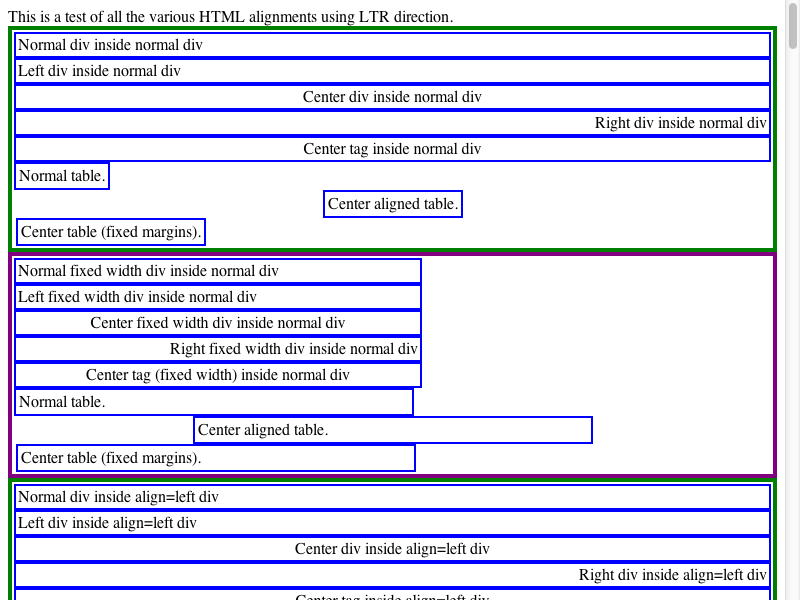 This is a test of all the various HTML alignments using LTR direction.
Normal div inside normal div
Left div inside normal div
Center div inside normal div
Right div inside normal div
Center tag inside normal div
Normal table.
Center aligned table.
Center table (fixed margins).
Normal fixed width div inside normal div
Left fixed width div inside normal div
Center fixed width div inside normal div
Right fixed width div inside normal div
Center tag (fixed width) inside normal div
Normal table.
Center aligned table.
Center table (fixed margins).
Normal div inside align=left div
Left div inside align=left div
Center div inside align=left div
Right div inside align=left div
Center tag inside align=left div